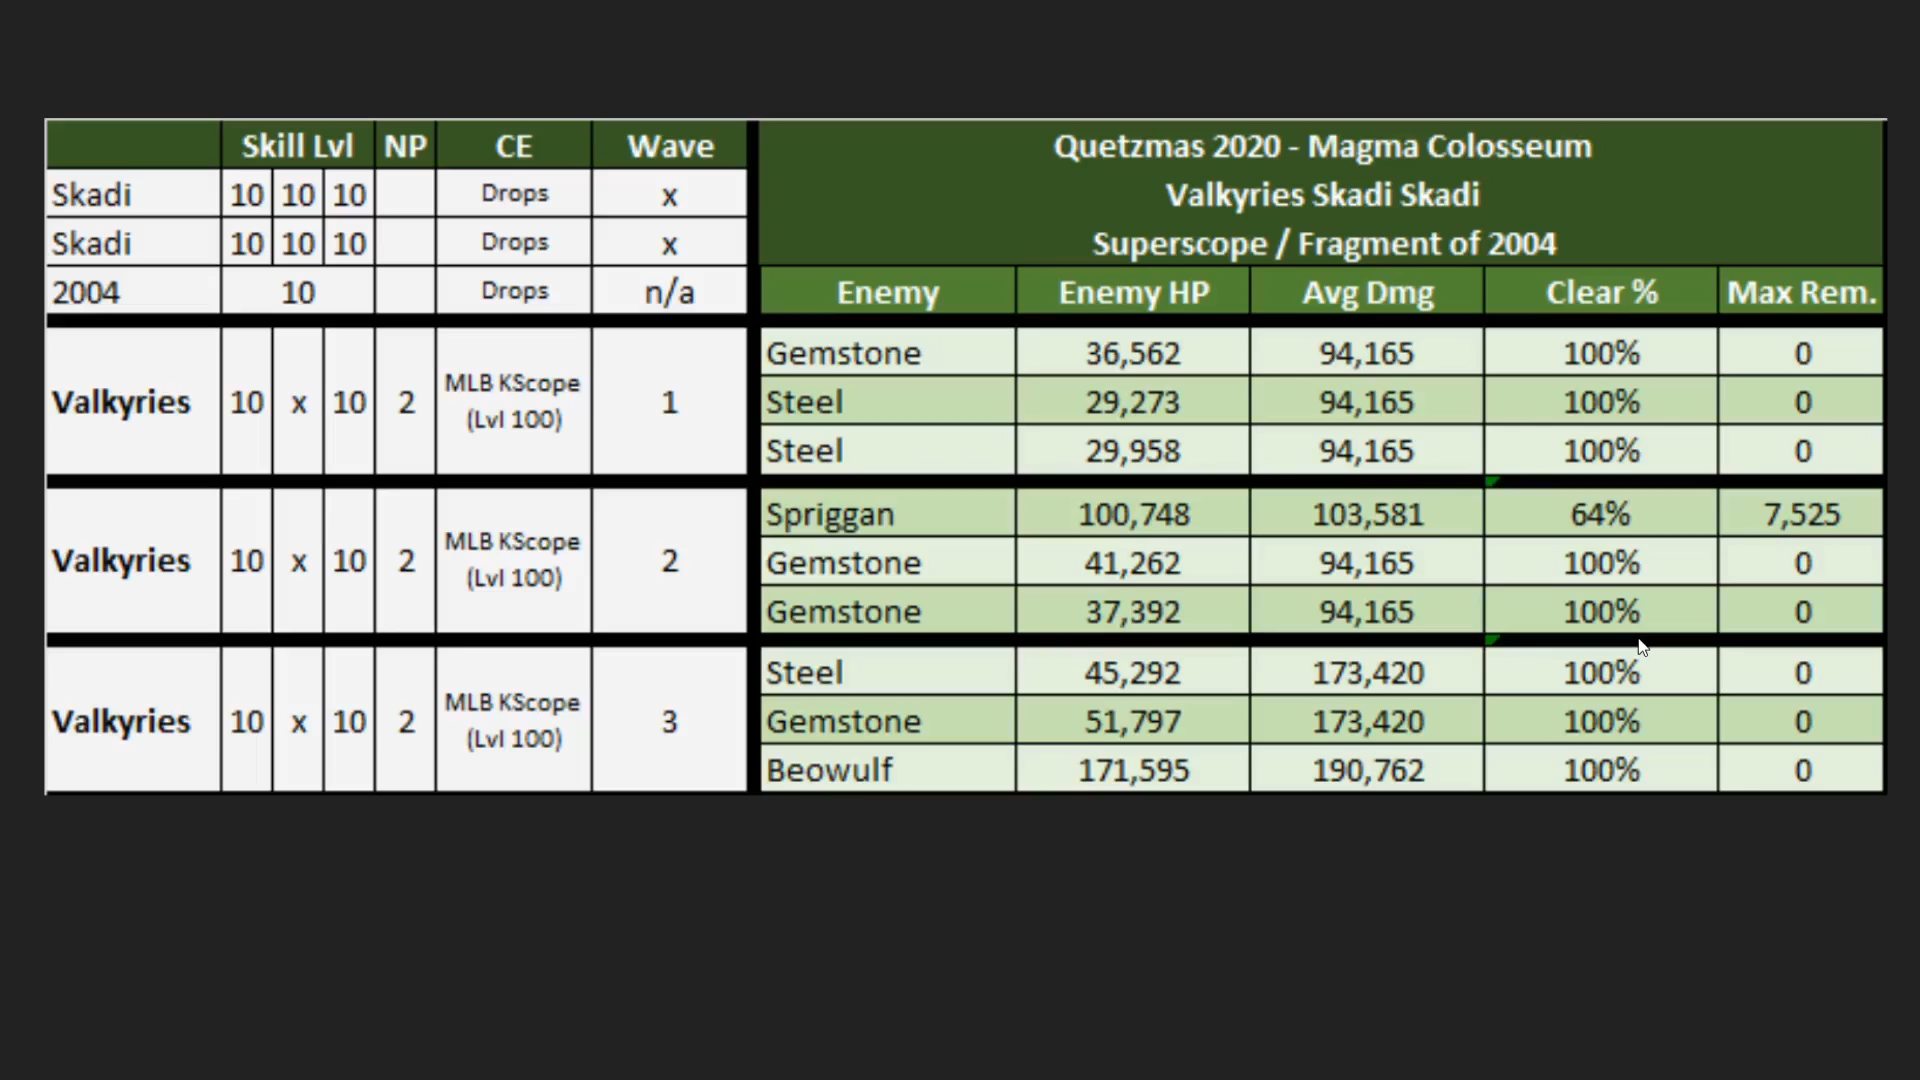 Skill Lvl NP CE Wave Quetzmas 2020 - Magma Colosseum
Skadi 10 10 10 Drops x Valkyries Skadi Skadi
Skadi 10 10 10 Drops x Superscope / Fragment of 2004
2004 10 Drops n/a Enemy Enemy HP Avg Dmg Clear % Max Rem.
Valkyries 10 x 10 2 MLB KScope
(Lvl 100) 1
Gemstone 36,562 94,165 100% 0
Steel 29,273 94,165 100% 0
Steel 29,958 94,165 100% 0
Valkyries 10 x 10 2 MLB KScope
(Lvl 100) 2
Spriggan 100,748 103,581 64% 7,525
Gemstone 41,262 94,165 100% 0
Gemstone 37,392 94,165 100% 0
Valkyries 10 x 10 2 MLB KScope
(Lvl 100) 3
Steel 45,292 173,420 100% 0
Gemstone 51,797 173,420 100% 0
Beowulf 171,595 190,762 100% 0